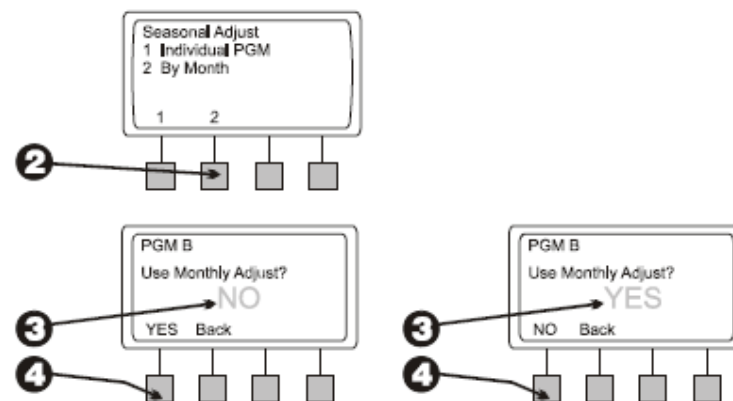 Seasonal Adjust
1 Individual PGM
2 By Month
1 2
2
PGM B
Use Monthly Adjust?
NO
3
YES Back
4
PGM B
Use Monthly Adjust?
YES
3
NO Back
4